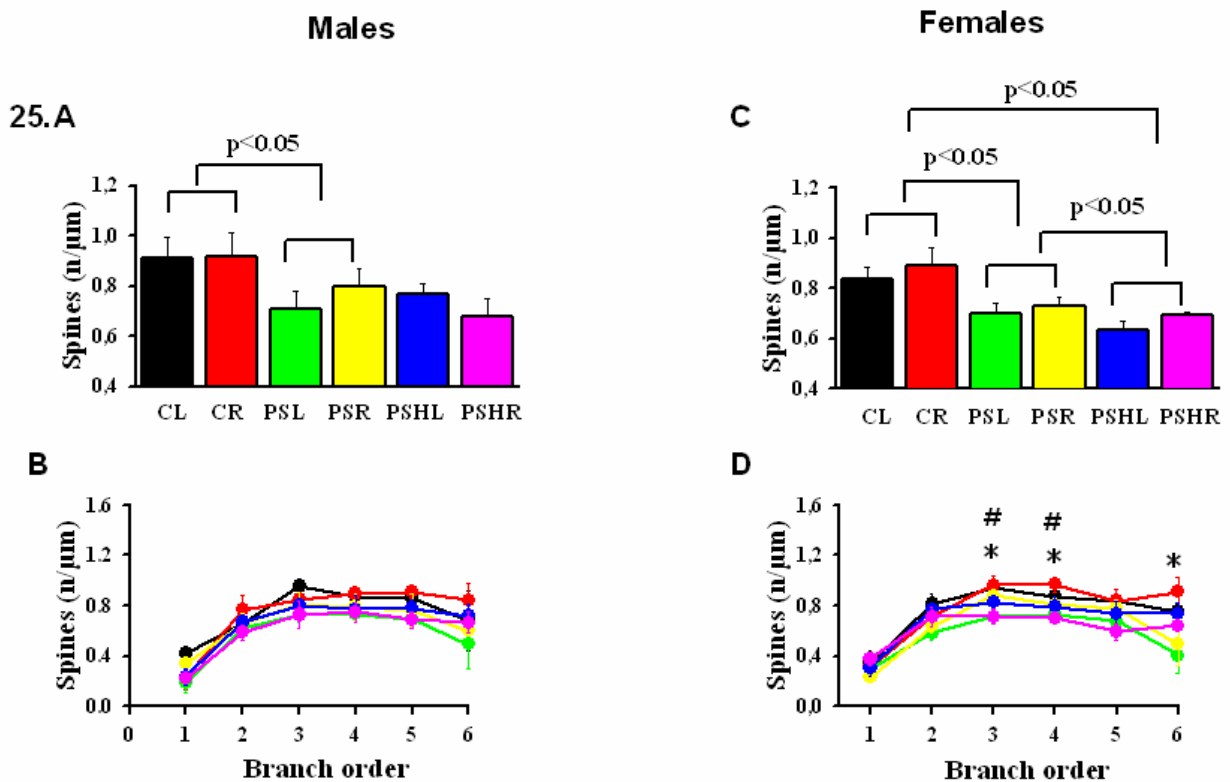 Males
Females
25. A
p<0.05
1,2
1,0
0,8
0,6
0,4
Spines (n/μm)
CL CR PSL PSR PSHL PSHR
C
p<0.05
p<0.05
p<0.05
1,2
1,0
0,8
0,6
0,4
Spines (n/μm)
CL CR PSL PSR PSHL PSHR
B
1.6
1,2
0.8
0.4
0.0
Spines (n/μm)
0 1 2 3 4 5 6
Branch order
D
# #
* * *
1.6
1,2
0.8
0.4
0.0
Spines (n/μm)
1 2 3 4 5 6
Branch order